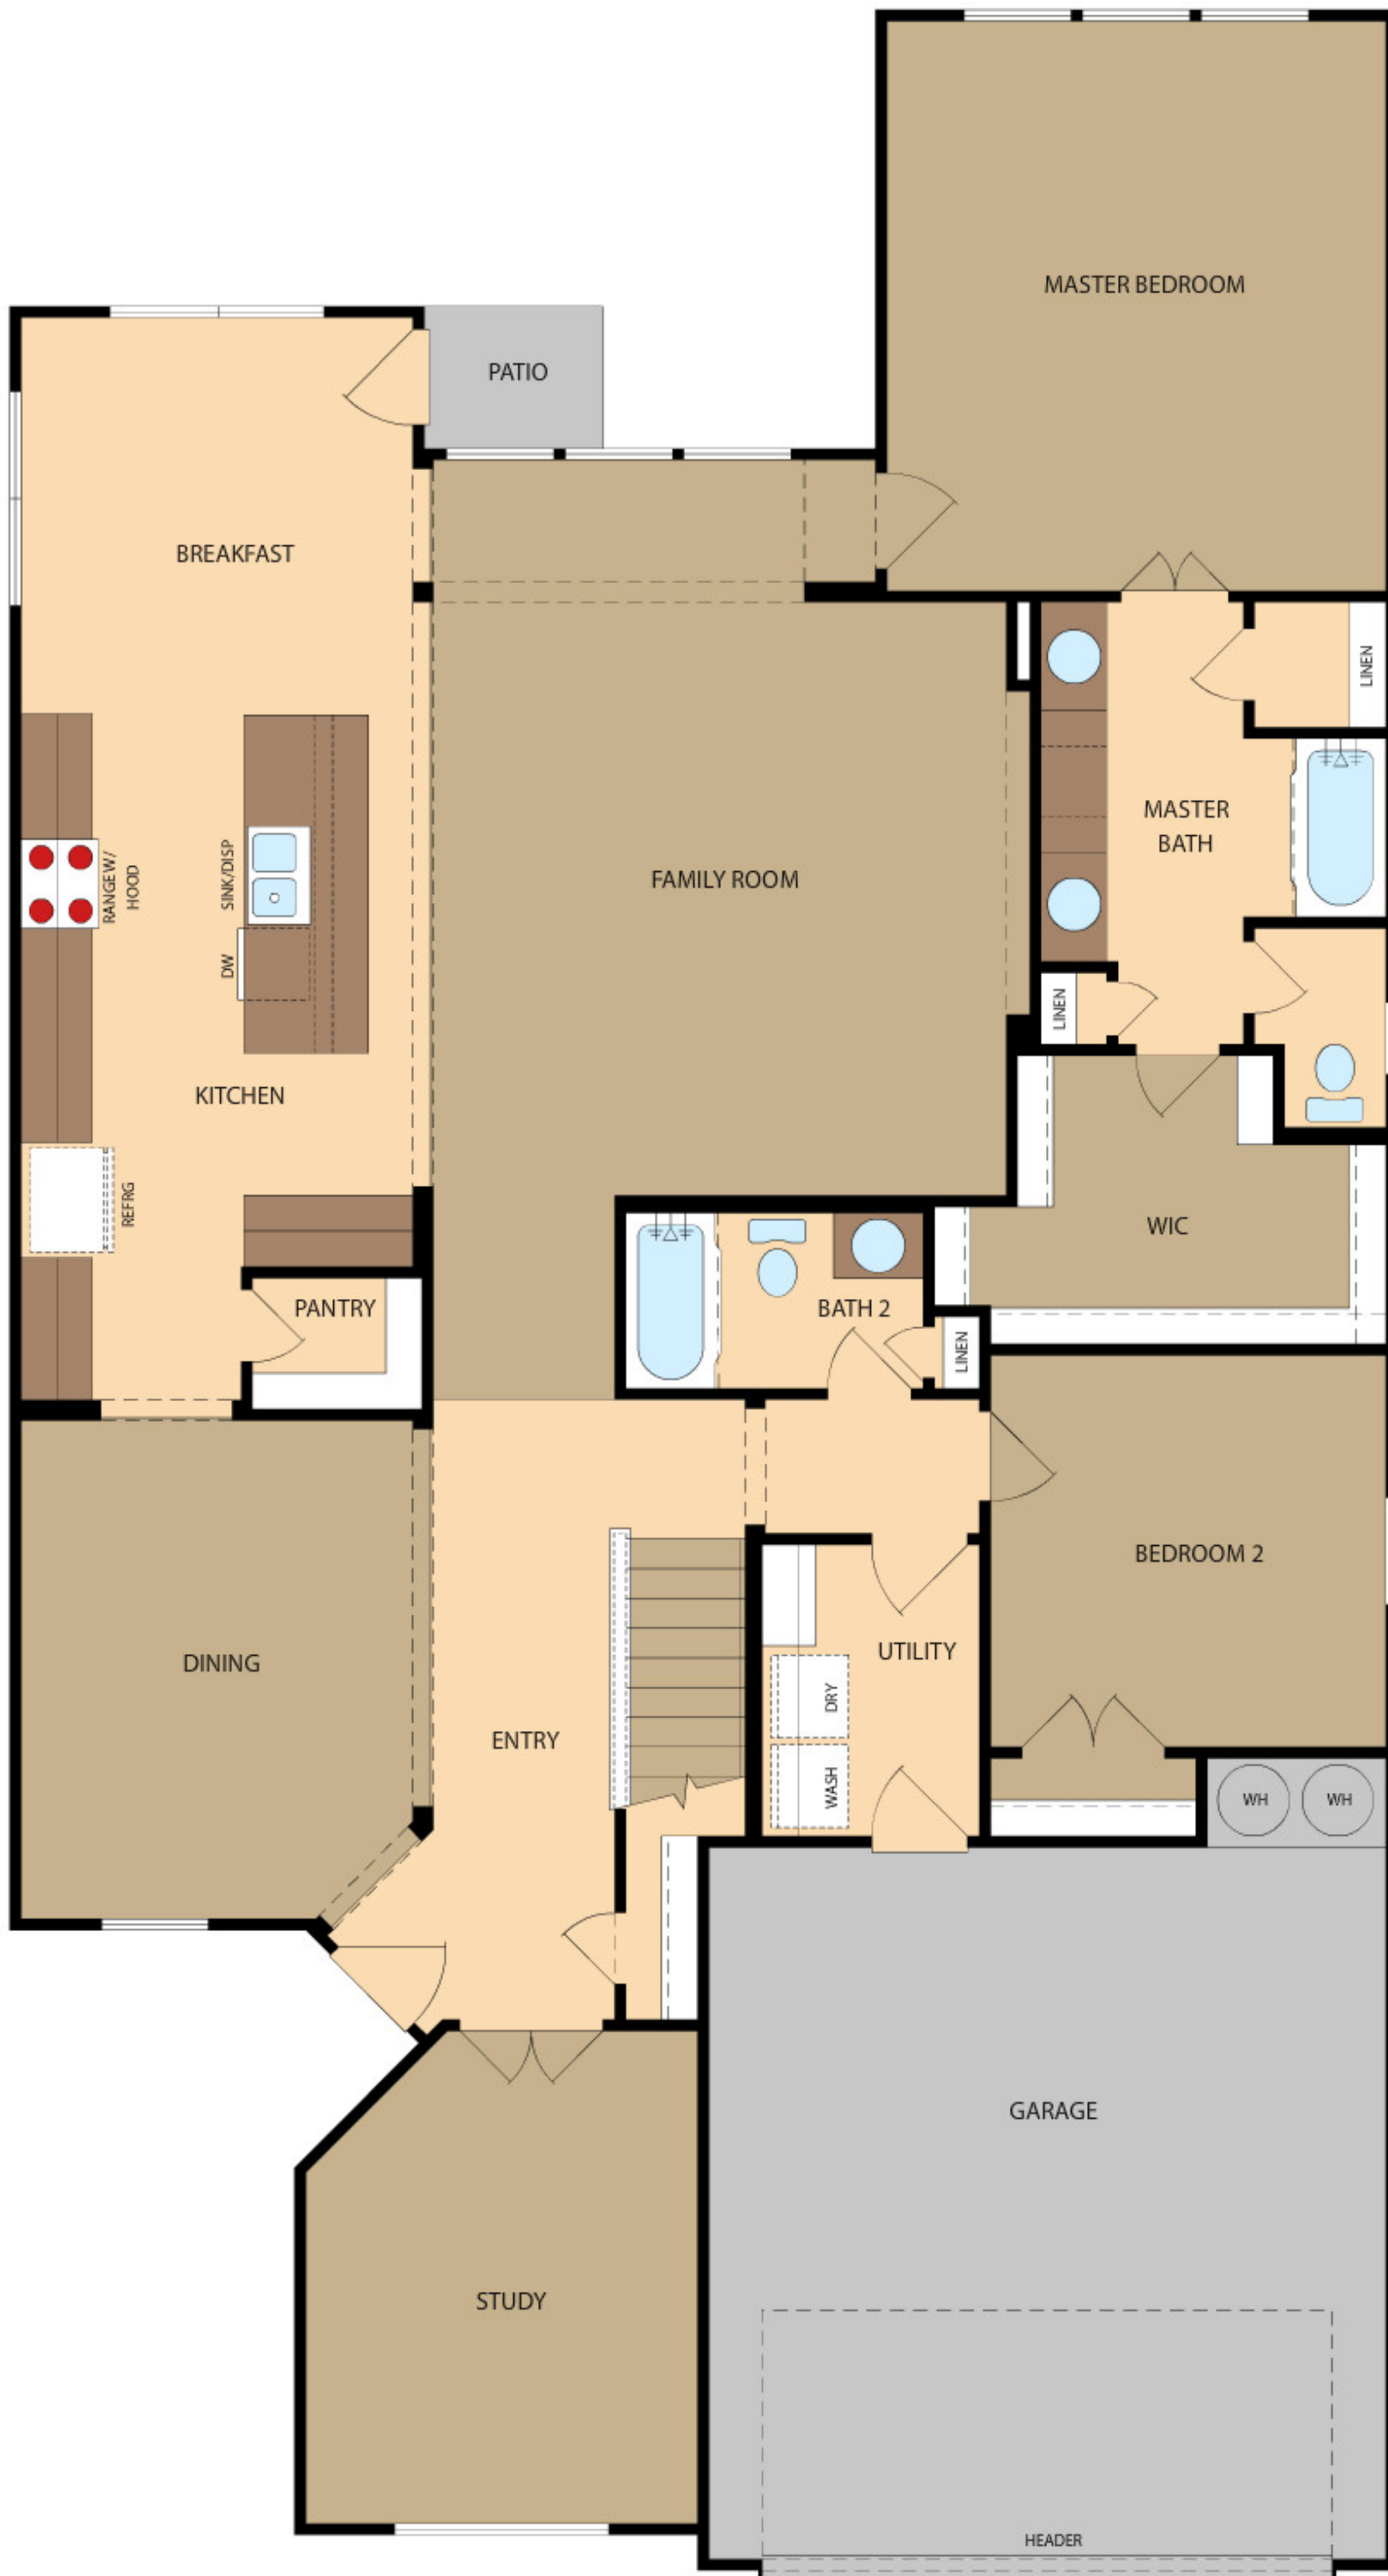 MASTER BEDROOM
PATIO
BREAKFAST
LINEN
MASTER
BATH
RANGE W/
HOOD
SINK/DISP
FAMILY ROOM
DW
LINEN
KITCHEN
REFRG
WIC
PANTRY
BATH 2
LINEN
BEDROOM 2
UTILITY
DINING
DRY
ENTRY
WASH
WH
WH
GARAGE
STUDY
HEADER